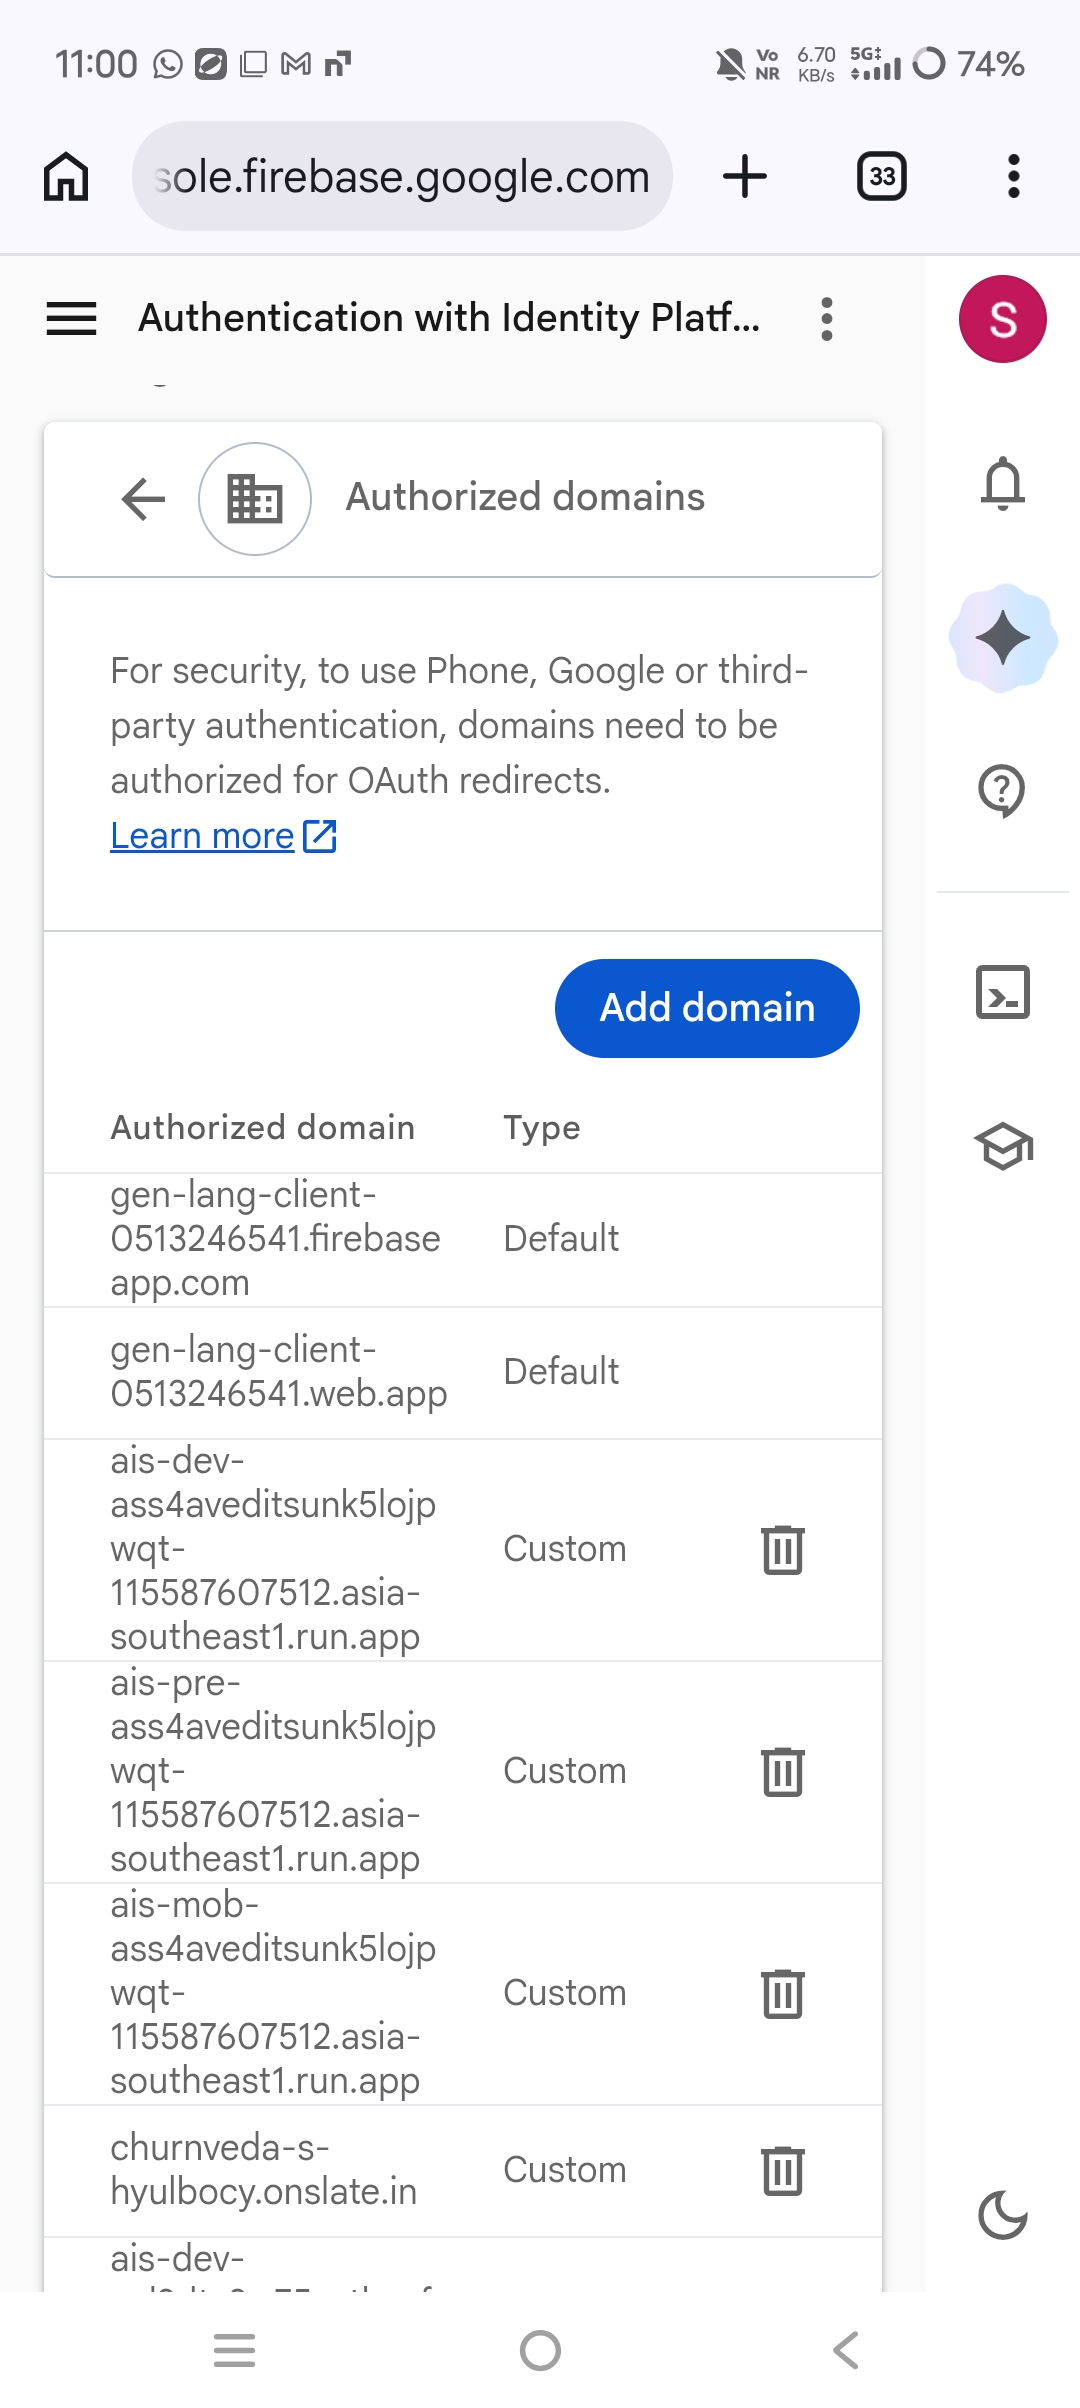 11:00
Vo NR 6.70 KB/s 5G 74%
sole.firebase.google.com
33
Authentication with Identity Platf...
S
Authorized domains
For security, to use Phone, Google or third-
party authentication, domains need to be
authorized for OAuth redirects.
Learn more
Add domain
Authorized domain Type
gen-lang-client-
0513246541.firebase
app.com
Default
gen-lang-client-
0513246541.web.app
Default
ais-dev-
ass4aveditsunk5lojp
wqt-
115587607512.asia-
southeast1.run.app
Custom
ais-pre-
ass4aveditsunk5lojp
wqt-
115587607512.asia-
southeast1.run.app
Custom
ais-mob-
ass4aveditsunk5lojp
wqt-
115587607512.asia-
southeast1.run.app
Custom
churnveda-s-
hyulbocy.onslate.in
Custom
ais-dev-